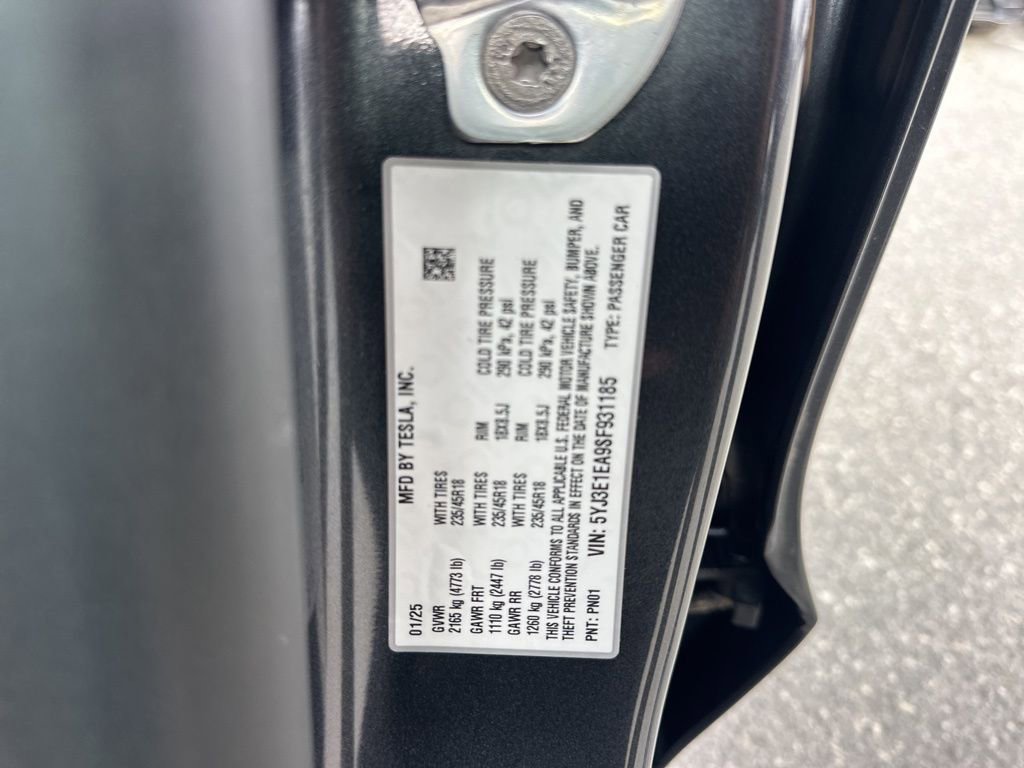 01/25 MFD BY TESLA, INC.
GVWR WITH TIRES RIM COLD TIRE PRESSURE
2165 kg (4773 lb) 235/45R18 18X8.5J 290 kPa, 42 psi
GAWR FRT WITH TIRES RIM COLD TIRE PRESSURE
1110 kg (2447 lb) 235/45R18 18X8.5J 290 kPa, 42 psi
GAWR RR WITH TIRES
1260 kg (2778 lb) 235/45R18
THIS VEHICLE CONFORMS TO ALL APPLICABLE U.S. FEDERAL MOTOR VEHICLE SAFETY, BUMPER, AND
THEFT PREVENTION STANDARDS IN EFFECT ON THE DATE OF MANUFACTURE SHOWN ABOVE.
PNT: PN01 VIN: 5YJ3E1EA9SF931185 TYPE: PASSENGER CAR